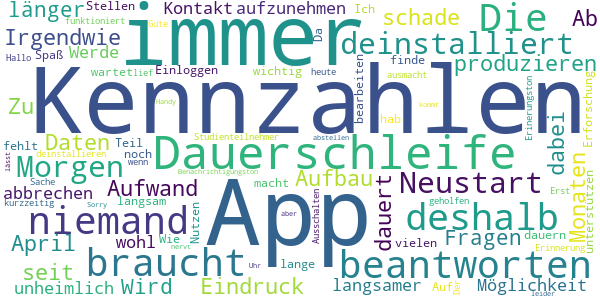 länger
Stellen
funktioniert
Hallo
Spaß
Irgendwie
Werde
Gute
wartet
lief
immer
Kontakt aufzunehmen
Da
Ich
schade
Die
Ab
deinstalliert
finde
produzieren
Einloggen
wichtig
heute
ausmacht
Kennzahlen
bearbeiten
Handy
kommt
Zu
hab
Erinnerungston
Erforschung
fehlt
Daten
Teil
Studienteilnehmer
abstellen
deinstallieren
noch
wenn
Dauerschleife
dabei
lässt
Morgen
Benachrichtigungston
Sache
macht
Aufbau
dauert
Neustart
Monaten
unterstützen
abbrechen
Aufwand
Erst
kurzzeitig
Sorry
langsam
Nutzen
App
aber
Ausschalten
geholfen
niemand
deshalb
April
wohl
Wie
nervt
vielen
Fragen
dauern
Erinnerung
seit
braucht
Uhr
lange
beantworten
unheimlich
Wird
Eindruck
langsamer
Auf
Möglichkeit
leider